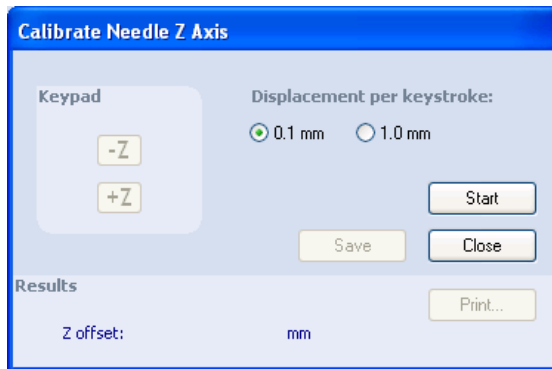 Calibrate Needle Z Axis
Keypad
-Z
+Z
Displacement per keystroke:
0.1 mm 1.0 mm
Start
Save Close
Results
Print...
Z offset: mm